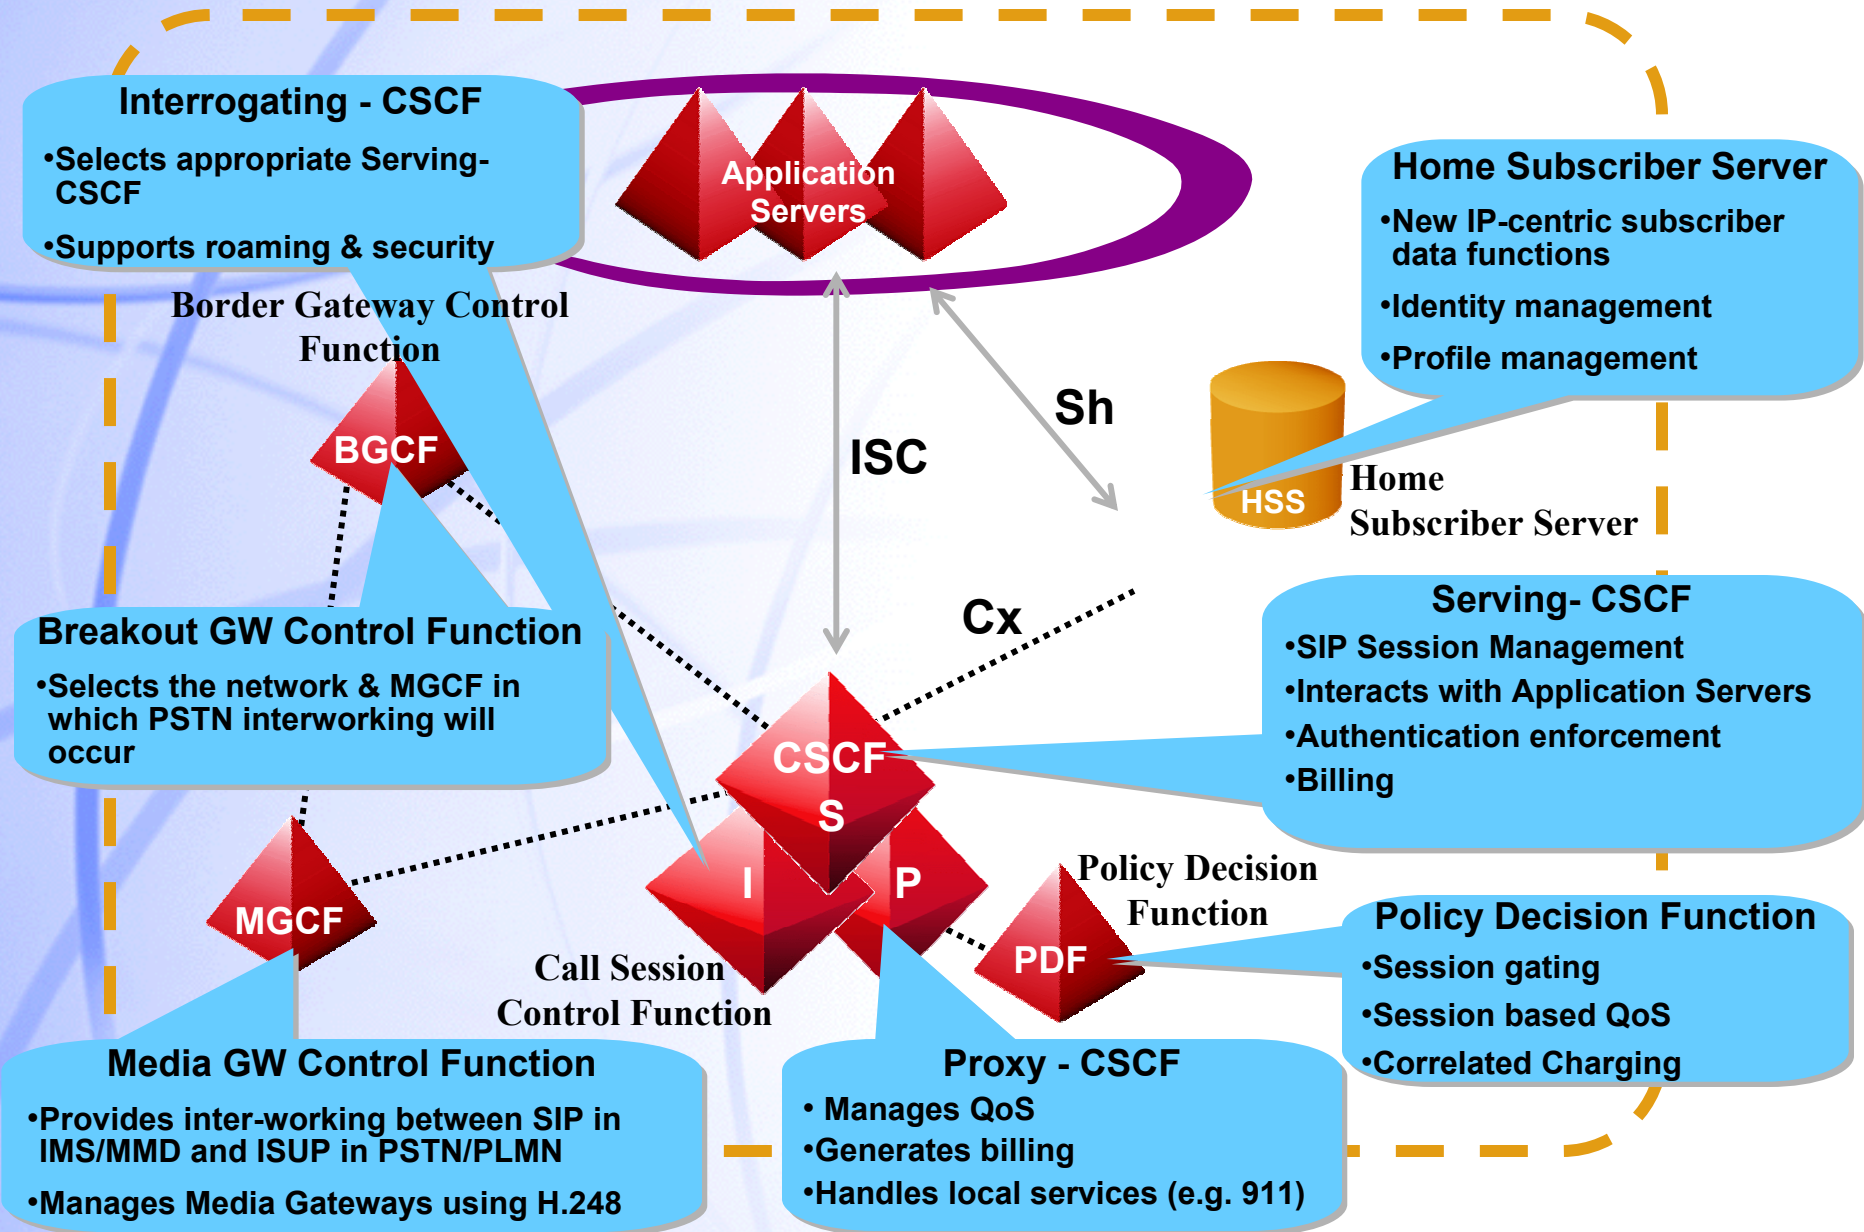 Interrogating - CSCF
•Selects appropriate Serving-
CSCF
•Supports roaming & security
Application
Servers
Home Subscriber Server
•New IP-centric subscriber
data functions
•Identity management
•Profile management
Border Gateway Control
Function
BGCF
ISC
Sh
HSS
Home
Subscriber Server
Cx
Breakout GW Control Function
•Selects the network & MGCF in
which PSTN interworking will
occur
Serving- CSCF
•SIP Session Management
•Interacts with Application Servers
•Authentication enforcement
•Billing
CSCF
S
I
P
MGCF
Call Session
Control Function
Policy Decision
Function
PDF
Policy Decision Function
•Session gating
•Session based QoS
•Correlated Charging
Media GW Control Function
•Provides inter-working between SIP in
IMS/MMD and ISUP in PSTN/PLMN
•Manages Media Gateways using H.248
Proxy - CSCF
• Manages QoS
•Generates billing
•Handles local services (e.g. 911)